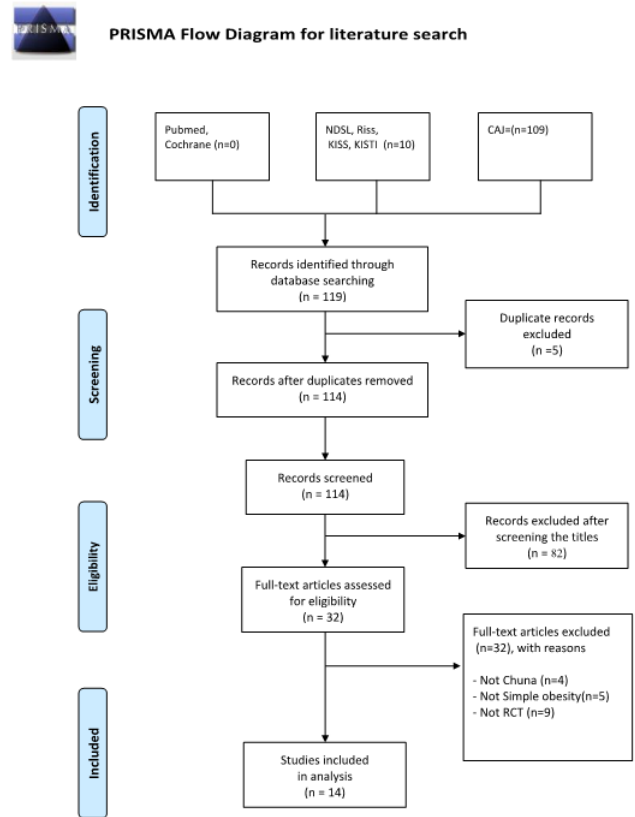 PRISMA
PRISMA Flow Diagram for literature search
Identification
Pubmed,
Cochrane (n=0)
NDSL, Riss,
KISS, KISTI (n=10)
CAJ=(n=109)
Records identified through
database searching
(n = 119)
Screening
Duplicate records
excluded
(n =5)
Records after duplicates removed
(n = 114)
Records screened
(n = 114)
Eligibility
Records excluded after
screening the titles
(n = 82)
Full-text articles assessed
for eligibility
(n = 32)
Full-text articles excluded
(n=32), with reasons
- Not Chuna (n=4)
- Not Simple obesity(n=5)
- Not RCT (n=9)
Included
Studies included
in analysis
(n = 14)